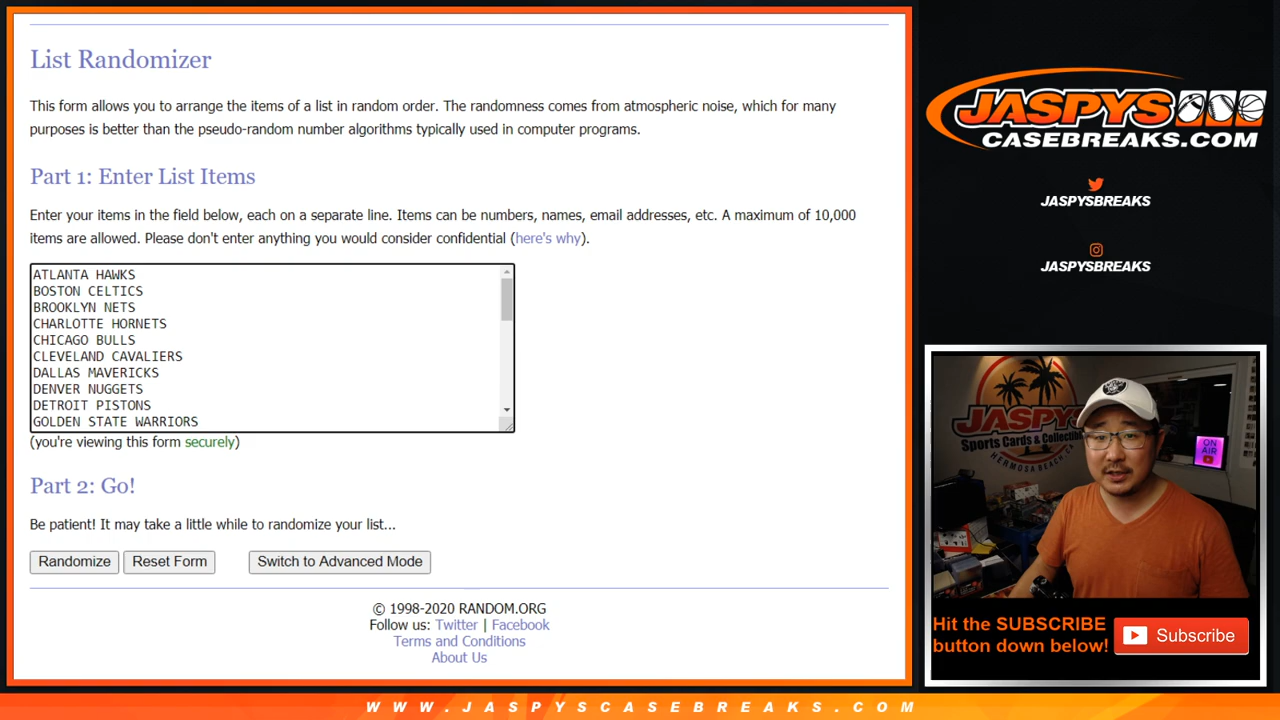 List Randomizer
This form allows you to arrange the items of a list in random order. The randomness comes from atmospheric noise, which for many
purposes is better than the pseudo-random number algorithms typically used in computer programs.
Part 1: Enter List Items
Enter your items in the field below, each on a separate line. Items can be numbers, names, email addresses, etc. A maximum of 10,000
items are allowed. Please don't enter anything you would consider confidential (here's why).
ATLANTA HAWKS
BOSTON CELTICS
BROOKLYN NETS
CHARLOTTE HORNETS
CHICAGO BULLS
CLEVELAND CAVALIERS
DALLAS MAVERICKS
DENVER NUGGETS
DETROIT PISTONS
GOLDEN STATE WARRIORS
(you're viewing this form securely)
Part 2: Go!
Be patient! It may take a little while to randomize your list...
Randomize Reset Form Switch to Advanced Mode
© 1998-2020 RANDOM.ORG
Follow us: Twitter | Facebook
Terms and Conditions
About Us
JASPYS
CASEBREAKS.COM
JASPYSBREAKS
JASPYSBREAKS
JASPYS
Sports Cards & Collectib
HERMOSA BEACH, CA
ON
AIR
Hit the SUBSCRIBE
button down below!
Subscribe
WWW.JASPYSCASEBREAKS.COM